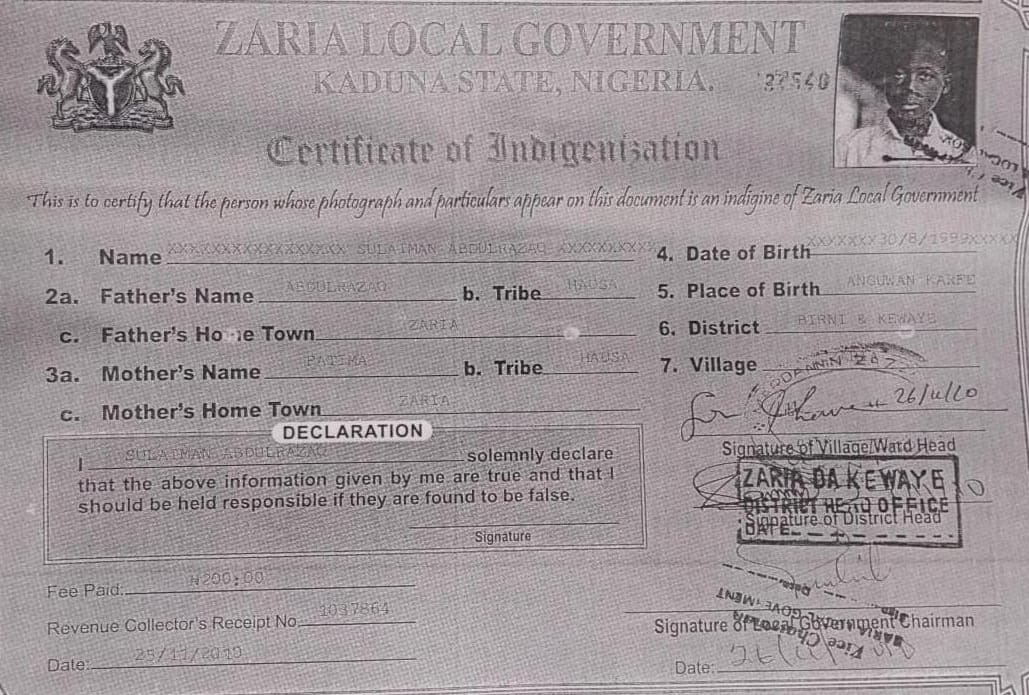 ZARIA LOCAL GOVERNMENT
KADUNA STATE, NIGERIA.
37540
Certificate of Indigenization
This is to certify that the person whose photograph and particulars appear on this document is an indigine of Zaria Local Government
1. Name XXXXXXXXXXXXXXXXX SULAIMAN ABDULRAZAQ XXXXXXXXX
4. Date of Birth XXXXXX30/8/1999XXXXX
2a. Father's Name ABDULRAZAQ b. Tribe HAUSA
5. Place of Birth ANGUWAN KARFE
c. Father's Home Town ZARIA
6. District BIRNI & KEWAYE
3a. Mother's Name FATIMA b. Tribe HAUSA
7. Village
c. Mother's Home Town ZARIA
26/11/10
Signature of Village/Ward Head
DECLARATION
I SULAIMAN ABDULRAZAQ solemnly declare
that the above information given by me are true and that I
should be held responsible if they are found to be false.
Signature
ZARIA DA KEWAYE
DISTRICT HEAD OFFICE
DATE
Signature of District Head
Fee Paid: ₦200:00
Revenue Collector's Receipt No. 1037864
Date: 25/11/2010
Signature of Local Government Chairman
Date: